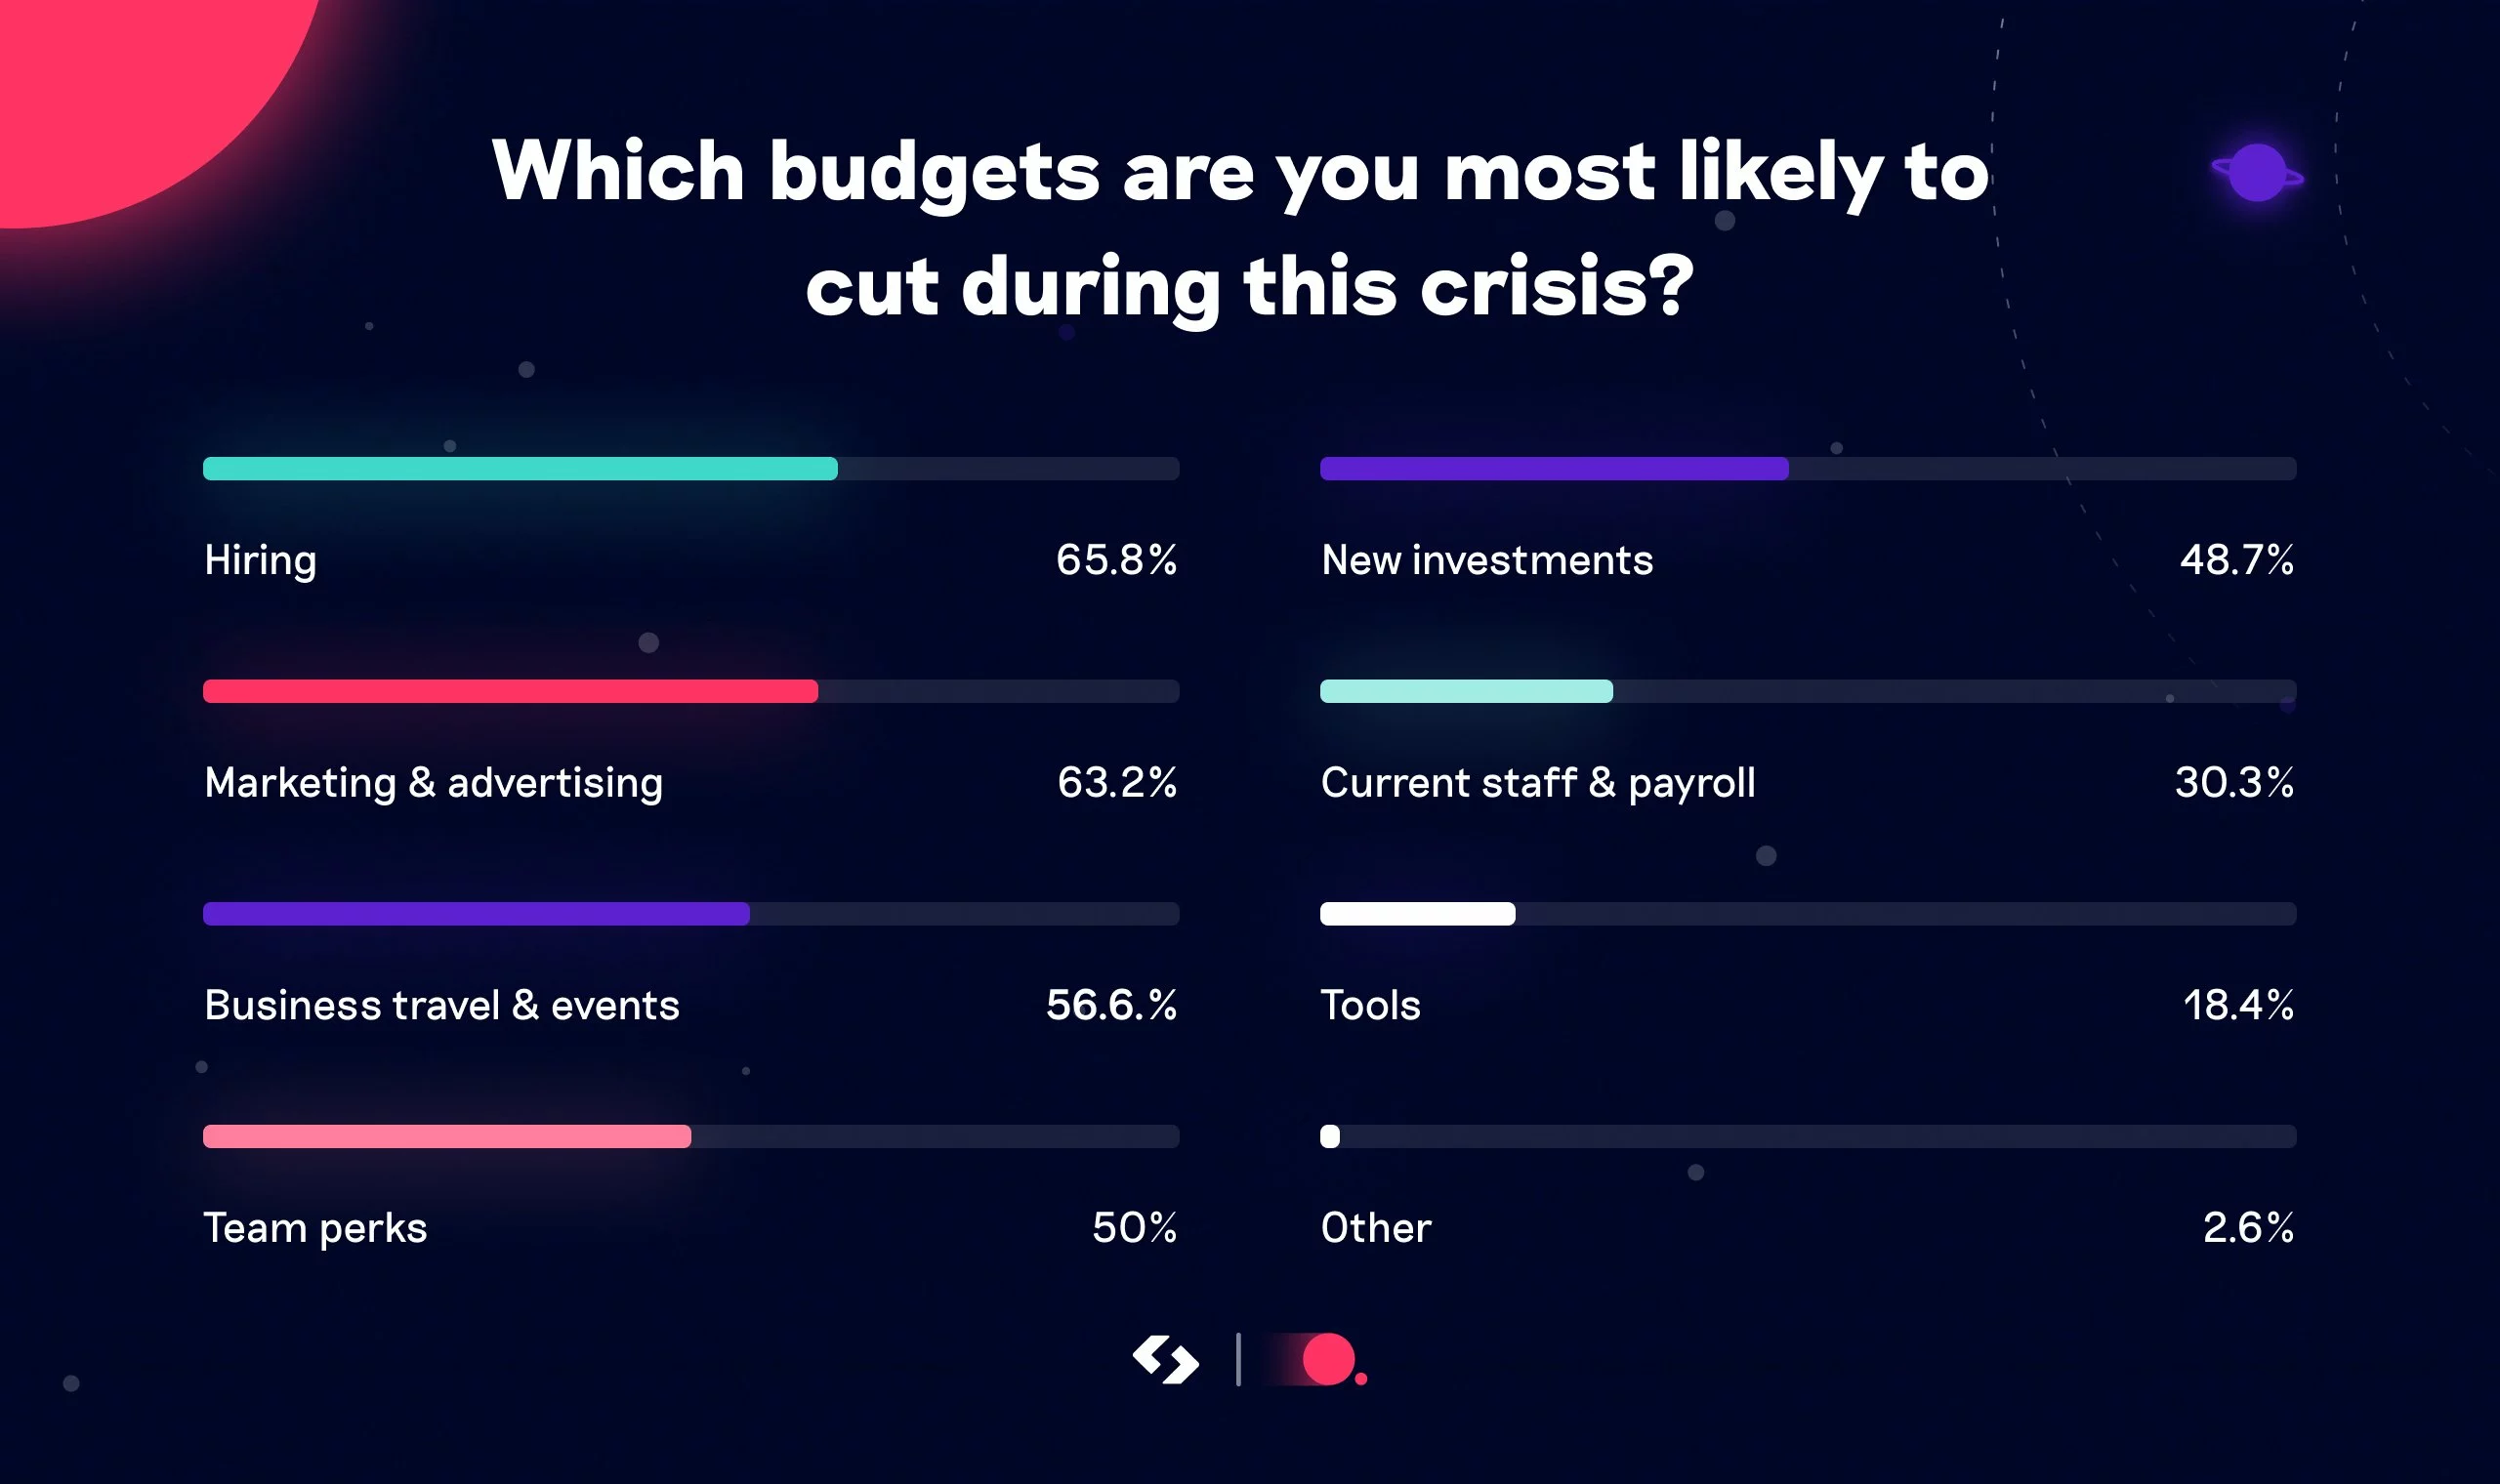 Which budgets are you most likely to
cut during this crisis?
Hiring 65.8%
Marketing & advertising 63.2%
Business travel & events 56.6.%
Team perks 50%
New investments 48.7%
Current staff & payroll 30.3%
Tools 18.4%
Other 2.6%